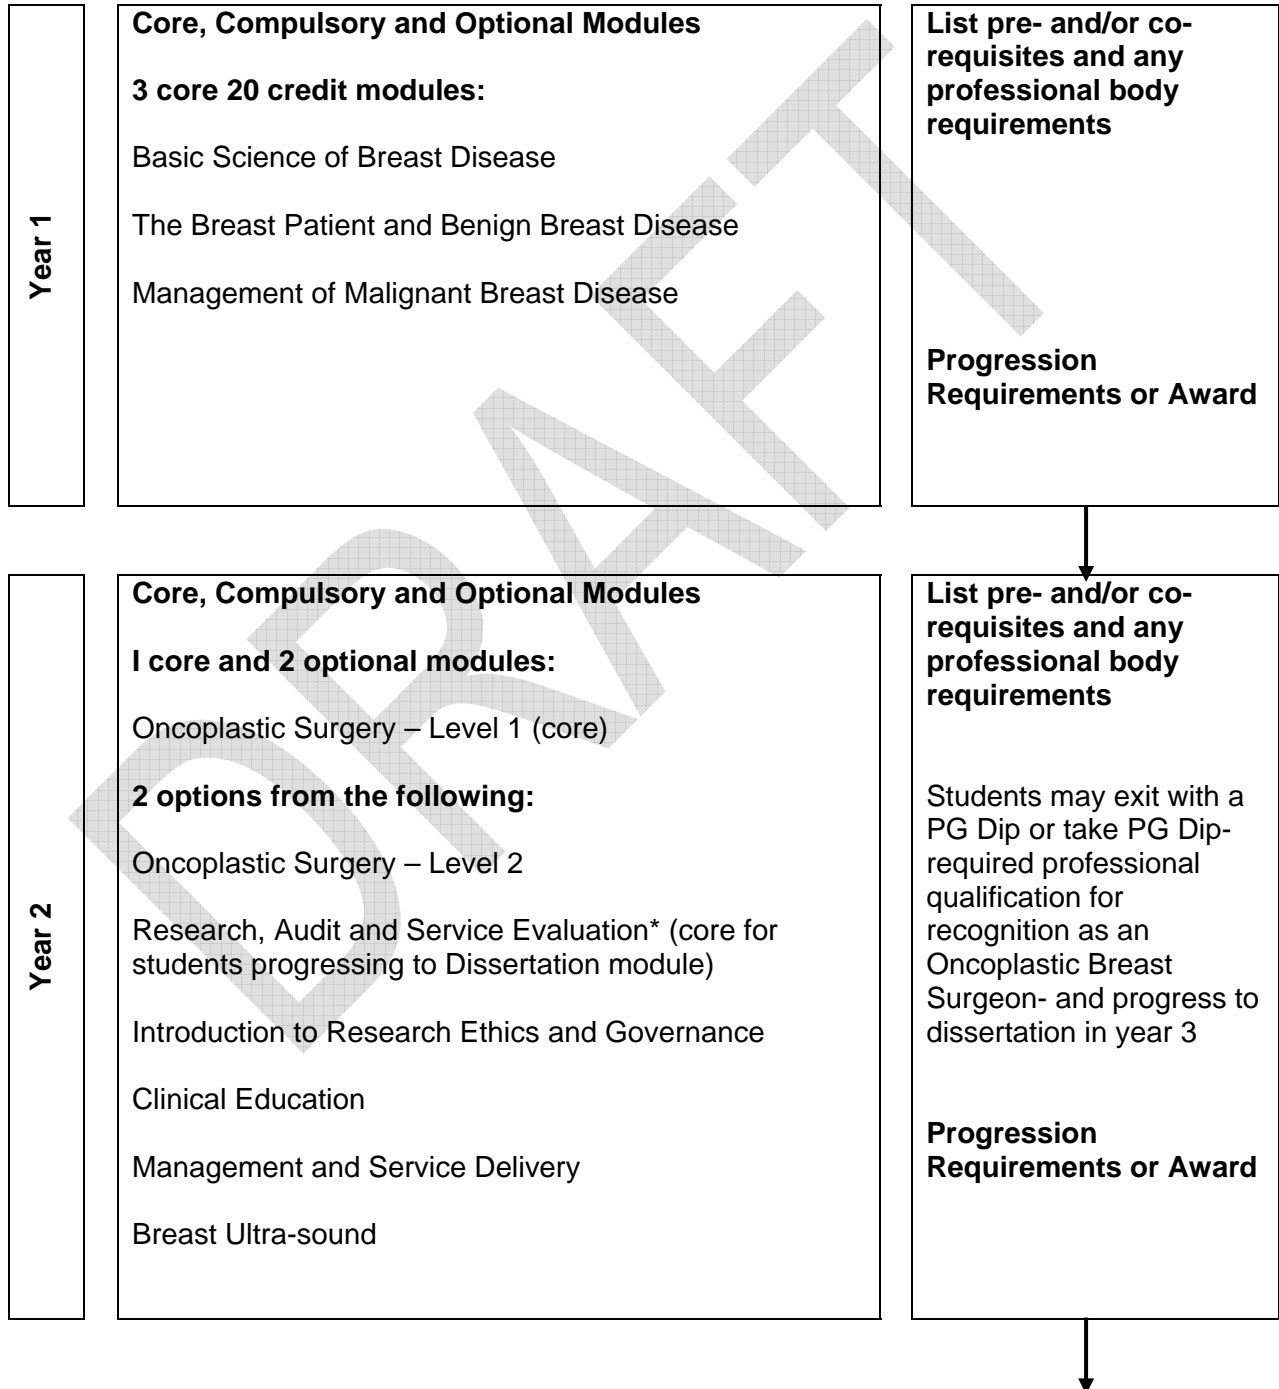 Year 1
Core, Compulsory and Optional Modules
3 core 20 credit modules:
Basic Science of Breast Disease
The Breast Patient and Benign Breast Disease
Management of Malignant Breast Disease
List pre- and/or co-
requisites and any
professional body
requirements
Progression
Requirements or Award
Year 2
Core, Compulsory and Optional Modules
I core and 2 optional modules:
Oncoplastic Surgery – Level 1 (core)
2 options from the following:
Oncoplastic Surgery – Level 2
Research, Audit and Service Evaluation* (core for
students progressing to Dissertation module)
Introduction to Research Ethics and Governance
Clinical Education
Management and Service Delivery
Breast Ultra-sound
List pre- and/or co-
requisites and any
professional body
requirements
Students may exit with a
PG Dip or take PG Dip-
required professional
qualification for
recognition as an
Oncoplastic Breast
Surgeon- and progress to
dissertation in year 3
Progression
Requirements or Award
DRAFT